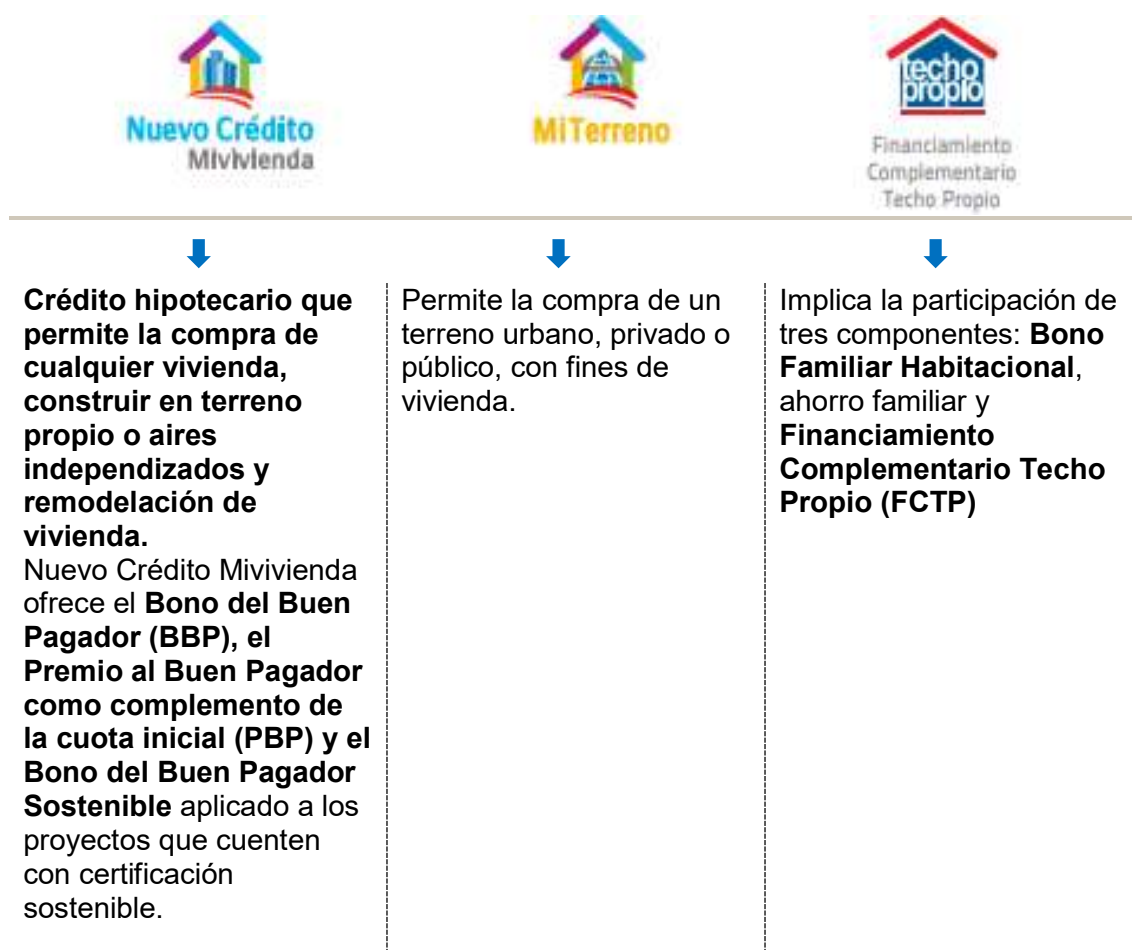 Nuevo Crédito
Mivivienda
MiTerreno
techo
propio
Financiamiento
Complementario
Techo Propio
Crédito hipotecario que
permite la compra de
cualquier vivienda,
construir en terreno
propio o aires
independizados y
remodelación de
vivienda.
Nuevo Crédito Mivivienda
ofrece el Bono del Buen
Pagador (BBP), el
Premio al Buen Pagador
como complemento de
la cuota inicial (PBP) y el
Bono del Buen Pagador
Sostenible aplicado a los
proyectos que cuenten
con certificación
sostenible.
Permite la compra de un
terreno urbano, privado o
público, con fines de
vivienda.
Implica la participación de
tres componentes: Bono
Familiar Habitacional,
ahorro familiar y
Financiamiento
Complementario Techo
Propio (FCTP)